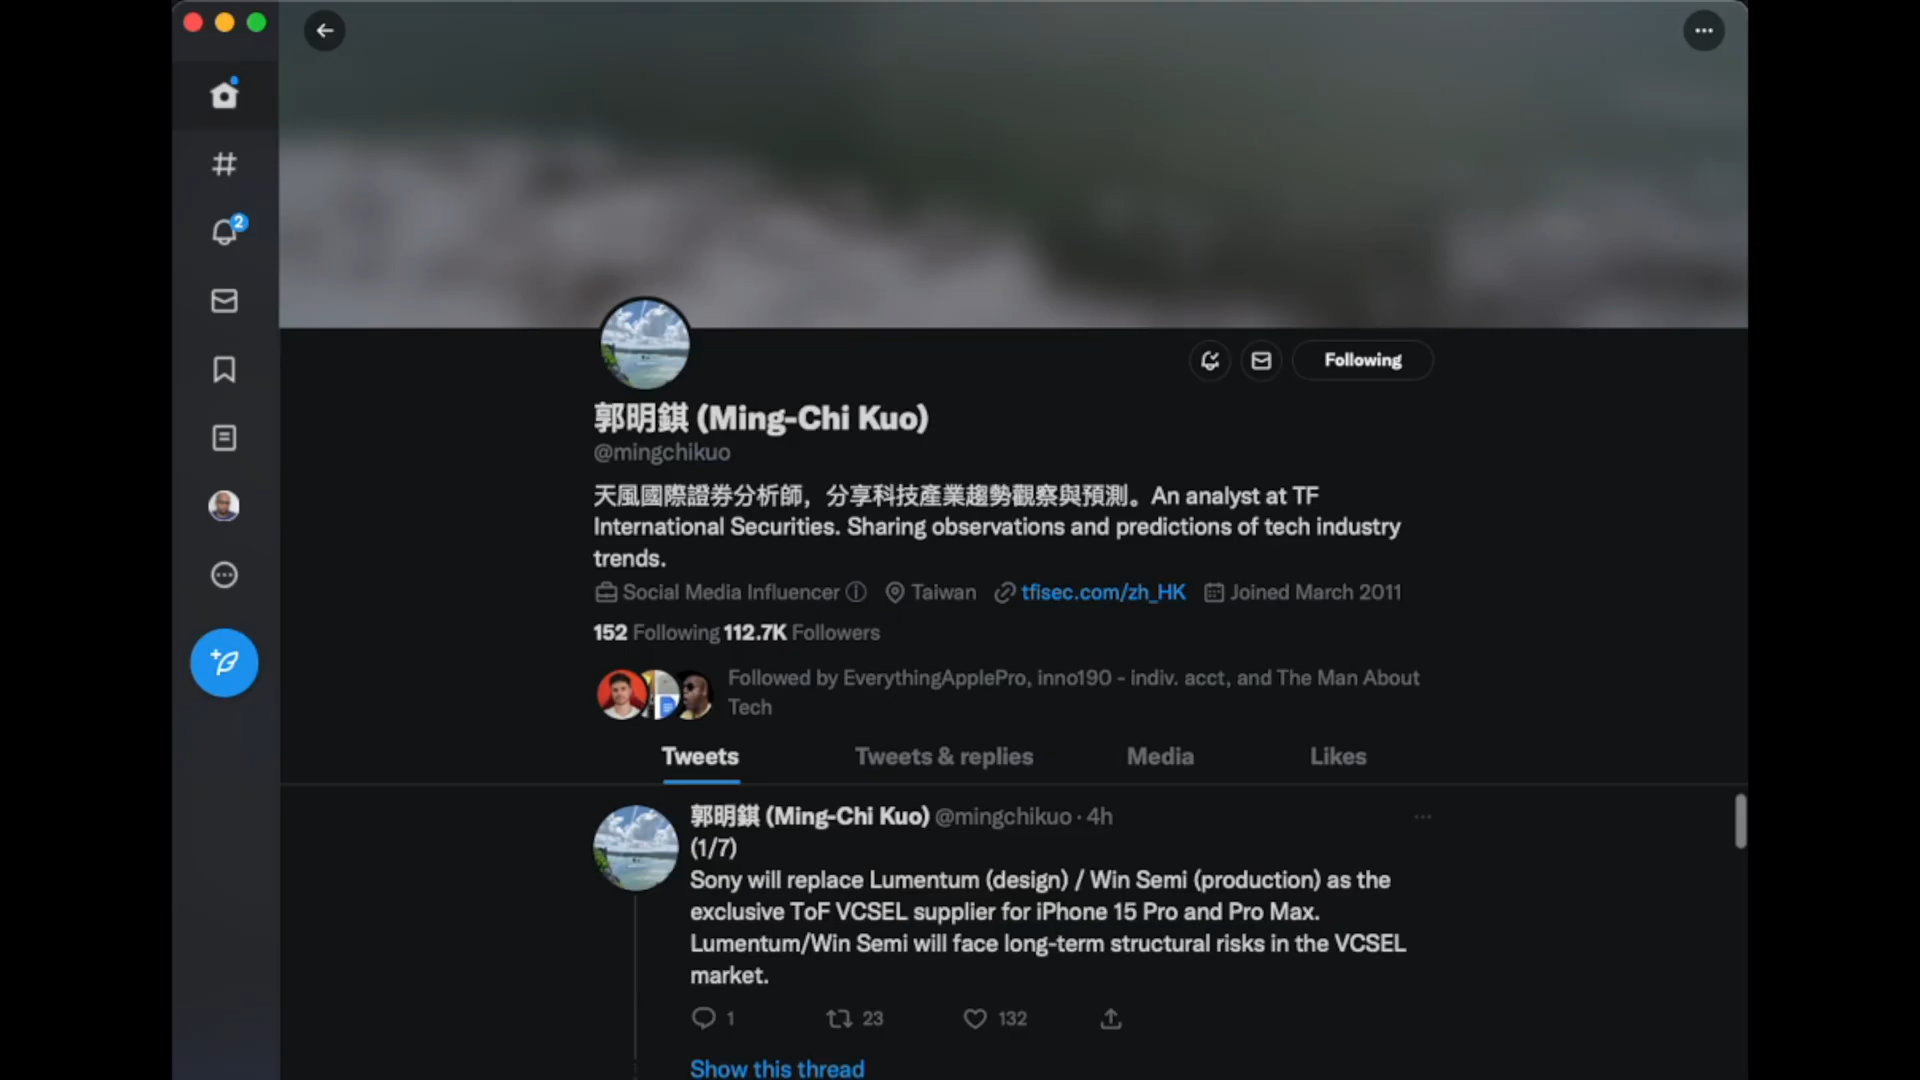 2
Following
郭明錤 (Ming-Chi Kuo)
@mingchikuo
天風國際證券分析師，分享科技產業趨勢觀察與預測。An analyst at TF
International Securities. Sharing observations and predictions of tech industry
trends.
Social Media Influencer Taiwan tfisec.com/zh_HK Joined March 2011
152 Following 112.7K Followers
Followed by EverythingApplePro, inno190 - indiv. acct, and The Man About
Tech
Tweets Tweets & replies Media Likes
郭明錤 (Ming-Chi Kuo) @mingchikuo · 4h
(1/7)
Sony will replace Lumentum (design) / Win Semi (production) as the
exclusive ToF VCSEL supplier for iPhone 15 Pro and Pro Max.
Lumentum/Win Semi will face long-term structural risks in the VCSEL
market.
1 23 132
Show this thread